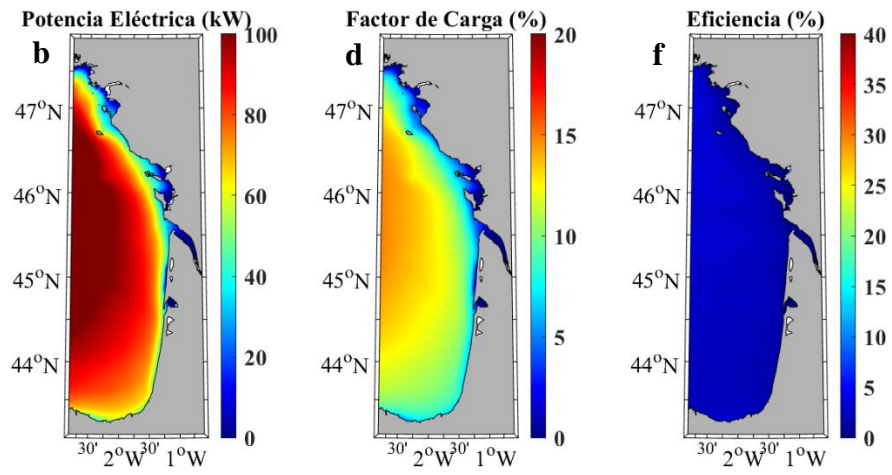 Potencia Eléctrica (kW)
b
47°N
46°N
45°N
44°N
30' 2°W 30' 1°W
100
80
60
40
20
0
Factor de Carga (%)
d
47°N
46°N
45°N
44°N
30' 2°W 30' 1°W
20
15
10
5
0
Eficiencia (%)
f
47°N
46°N
45°N
44°N
30' 2°W 30' 1°W
40
35
30
25
20
15
10
5
0